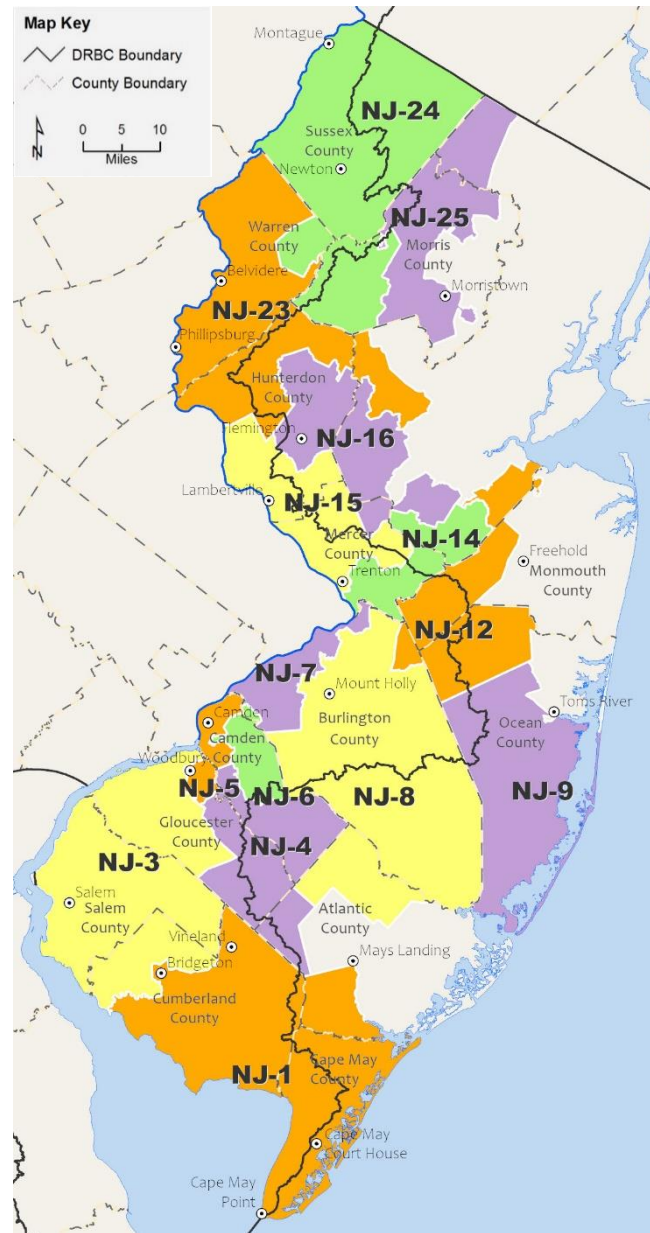 Map Key
DRBC Boundary
County Boundary
N
0 5 10
Miles
Montague
NJ-24
Sussex
County
Newton
NJ-25
Warren
County
Morris
County
Belvidere
Morristown
NJ-23
Phillipsburg
Hunterdon
County
Flemington
NJ-16
Lambertville
NJ-15
Mercer
County
NJ-14
Trenton
Freehold
Monmouth
County
NJ-12
NJ-7
Mount Holly
Burlington
County
Toms River
Ocean
County
Camden
Camden
County
Woodbury
NJ-5
NJ-6
NJ-8
NJ-9
Gloucester
County
NJ-4
NJ-3
Salem
Salem
County
Atlantic
County
Vineland
Mays Landing
Bridgeton
Cumberland
County
NJ-1
Cape May
County
Cape May
Court House
Cape May
Point